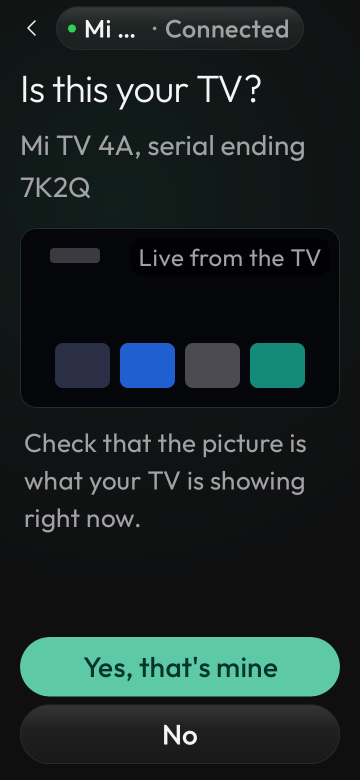 Mi ... · Connected
Is this your TV?
Mi TV 4A, serial ending
7K2Q
Live from the TV
Check that the picture is
what your TV is showing
right now.
Yes, that's mine
No